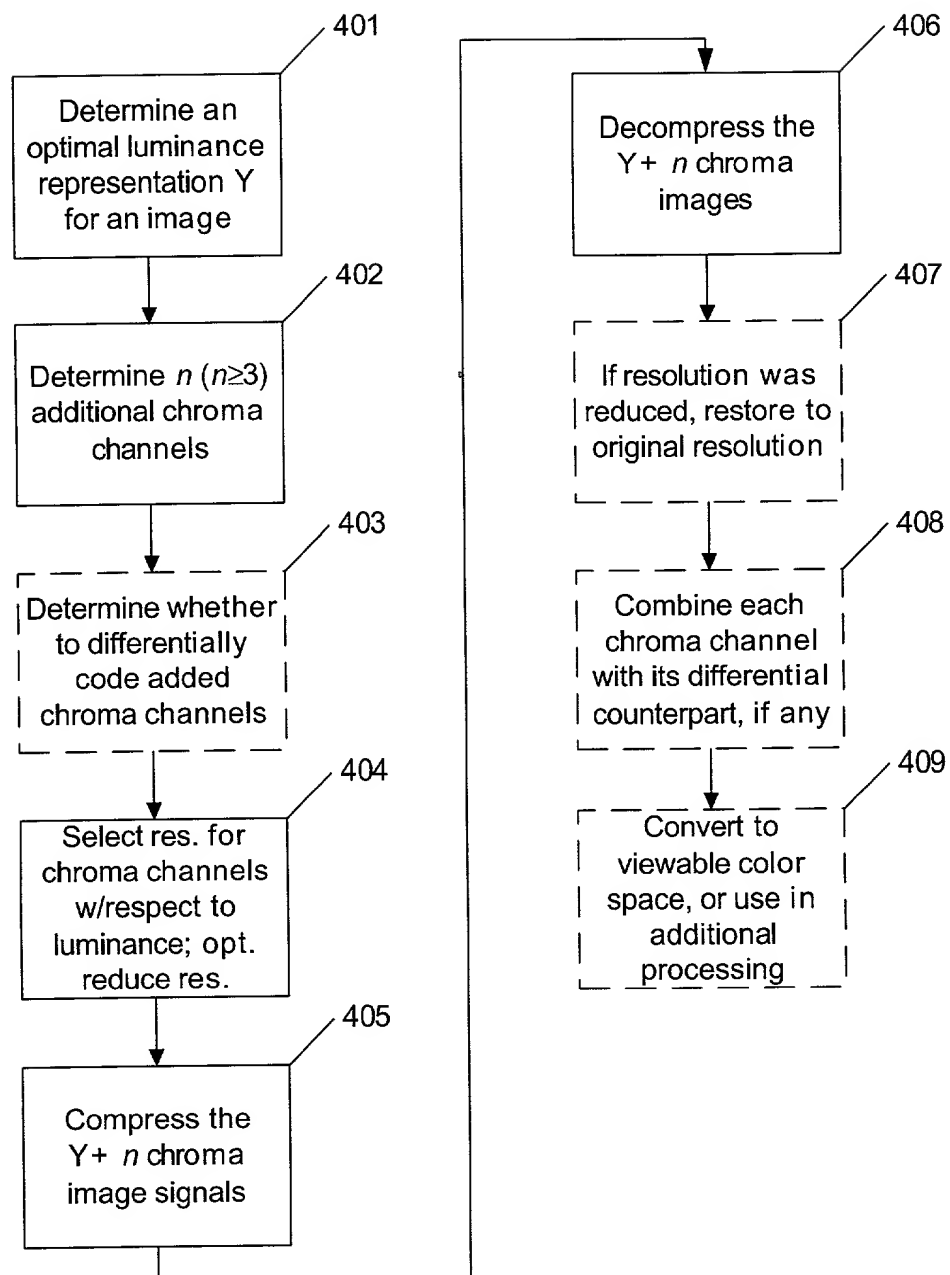 401
Determine an
optimal luminance
representation Y
for an image
402
Determine n (n≥3)
additional chroma
channels
403
Determine whether
to differentially
code added
chroma channels
404
Select res. for
chroma channels
w/respect to
luminance; opt.
reduce res.
405
Compress the
Y+ n chroma
image signals
406
Decompress the
Y+ n chroma
images
407
If resolution was
reduced, restore to
original resolution
408
Combine each
chroma channel
with its differential
counterpart, if any
409
Convert to
viewable color
space, or use in
additional
processing